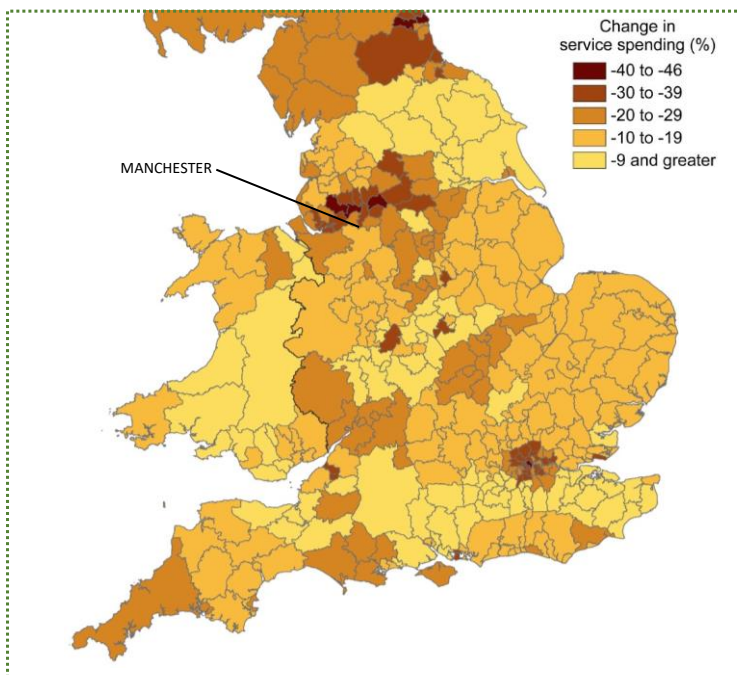 Change in
service spending (%)
-40 to -46
-30 to -39
-20 to -29
-10 to -19
-9 and greater
MANCHESTER